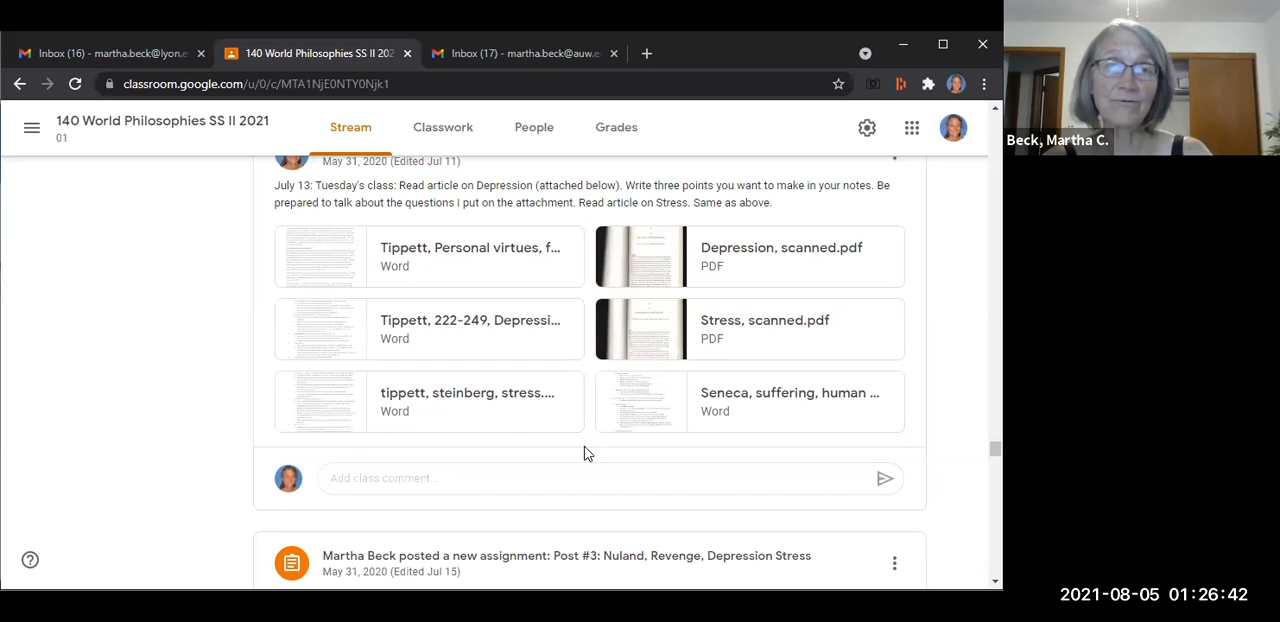 Inbox (16) - martha.beck@lyon.e
140 World Philosophies SS II 202
Inbox (17) - martha.beck@auw.e
classroom.google.com/u/0/c/MTA1NjE0NTY0Njk1
140 World Philosophies SS II 2021
01
Stream
Classwork
People
Grades
May 31, 2020 (Edited Jul 11)
July 13: Tuesday's class: Read article on Depression (attached below). Write three points you want to make in your notes. Be
prepared to talk about the questions I put on the attachment. Read article on Stress. Same as above.
Tippett, Personal virtues, f...
Word
Depression, scanned.pdf
PDF
Tippett, 222-249, Depressi...
Word
Stress, scanned.pdf
PDF
tippett, steinberg, stress....
Word
Seneca, suffering, human ...
Word
Add class comment...
Martha Beck posted a new assignment: Post #3: Nuland, Revenge, Depression Stress
May 31, 2020 (Edited Jul 15)
Beck, Martha C.
2021-08-05 01:26:42